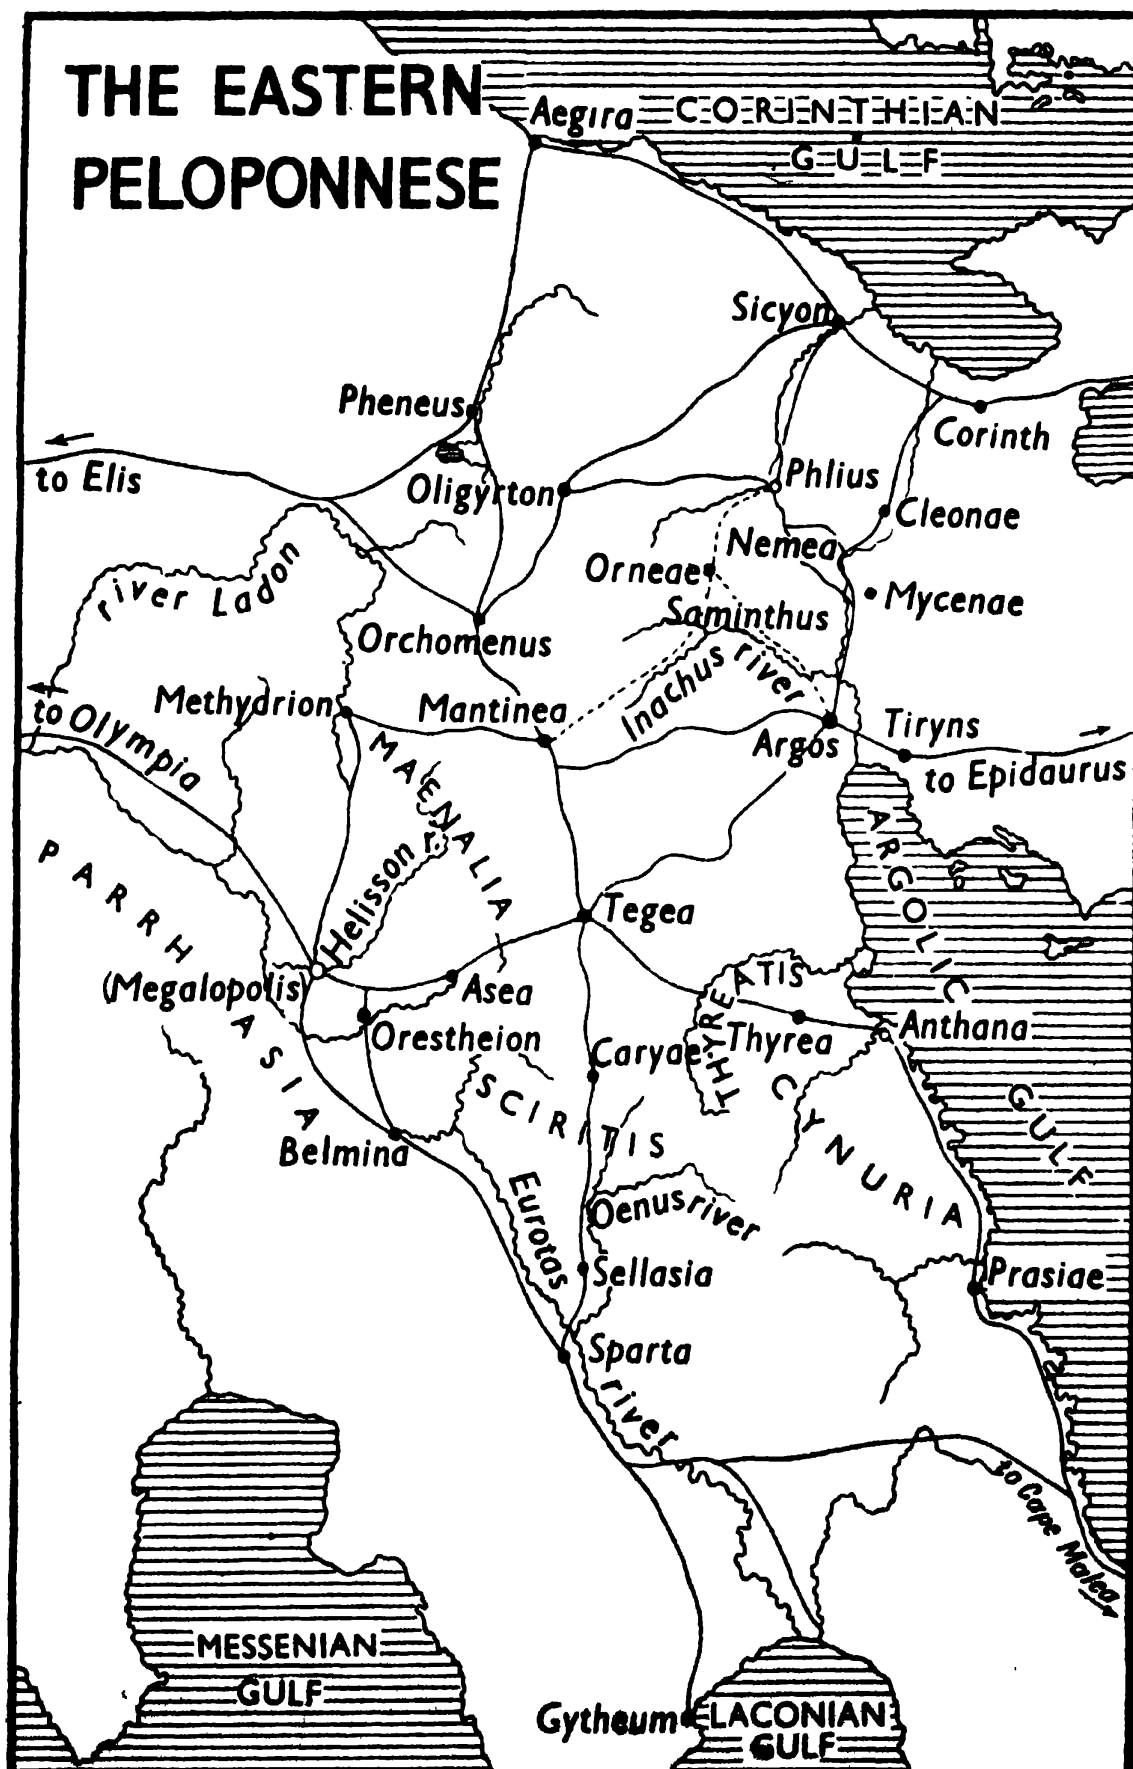 THE EASTERN
PELOPONNESE
Aegira
CORINTHIAN
GULF
Sicyon
Pheneus
Corinth
to Elis
Oligyrton
Phlius
Cleonae
Nemea
Orneae
river Ladon
Mycenae
Saminthus
Orchomenus
Inachus river
Methydrion
Mantinea
to Olympia
Argos
Tiryns
to Epidaurus
MAENALIA
ARGOLIC
GULF
PARRHASIA
Helisson r.
Tegea
(Megalopolis)
Asea
THYREATIS
Orestheion
Thyrea
Anthana
Caryae
SCIRITIS
CYNURIA
Belmina
Eurotas
river
Oenus river
Sellasia
Prasiae
Sparta
to Cape Malea
MESSENIAN
GULF
Gytheum
LACONIAN
GULF